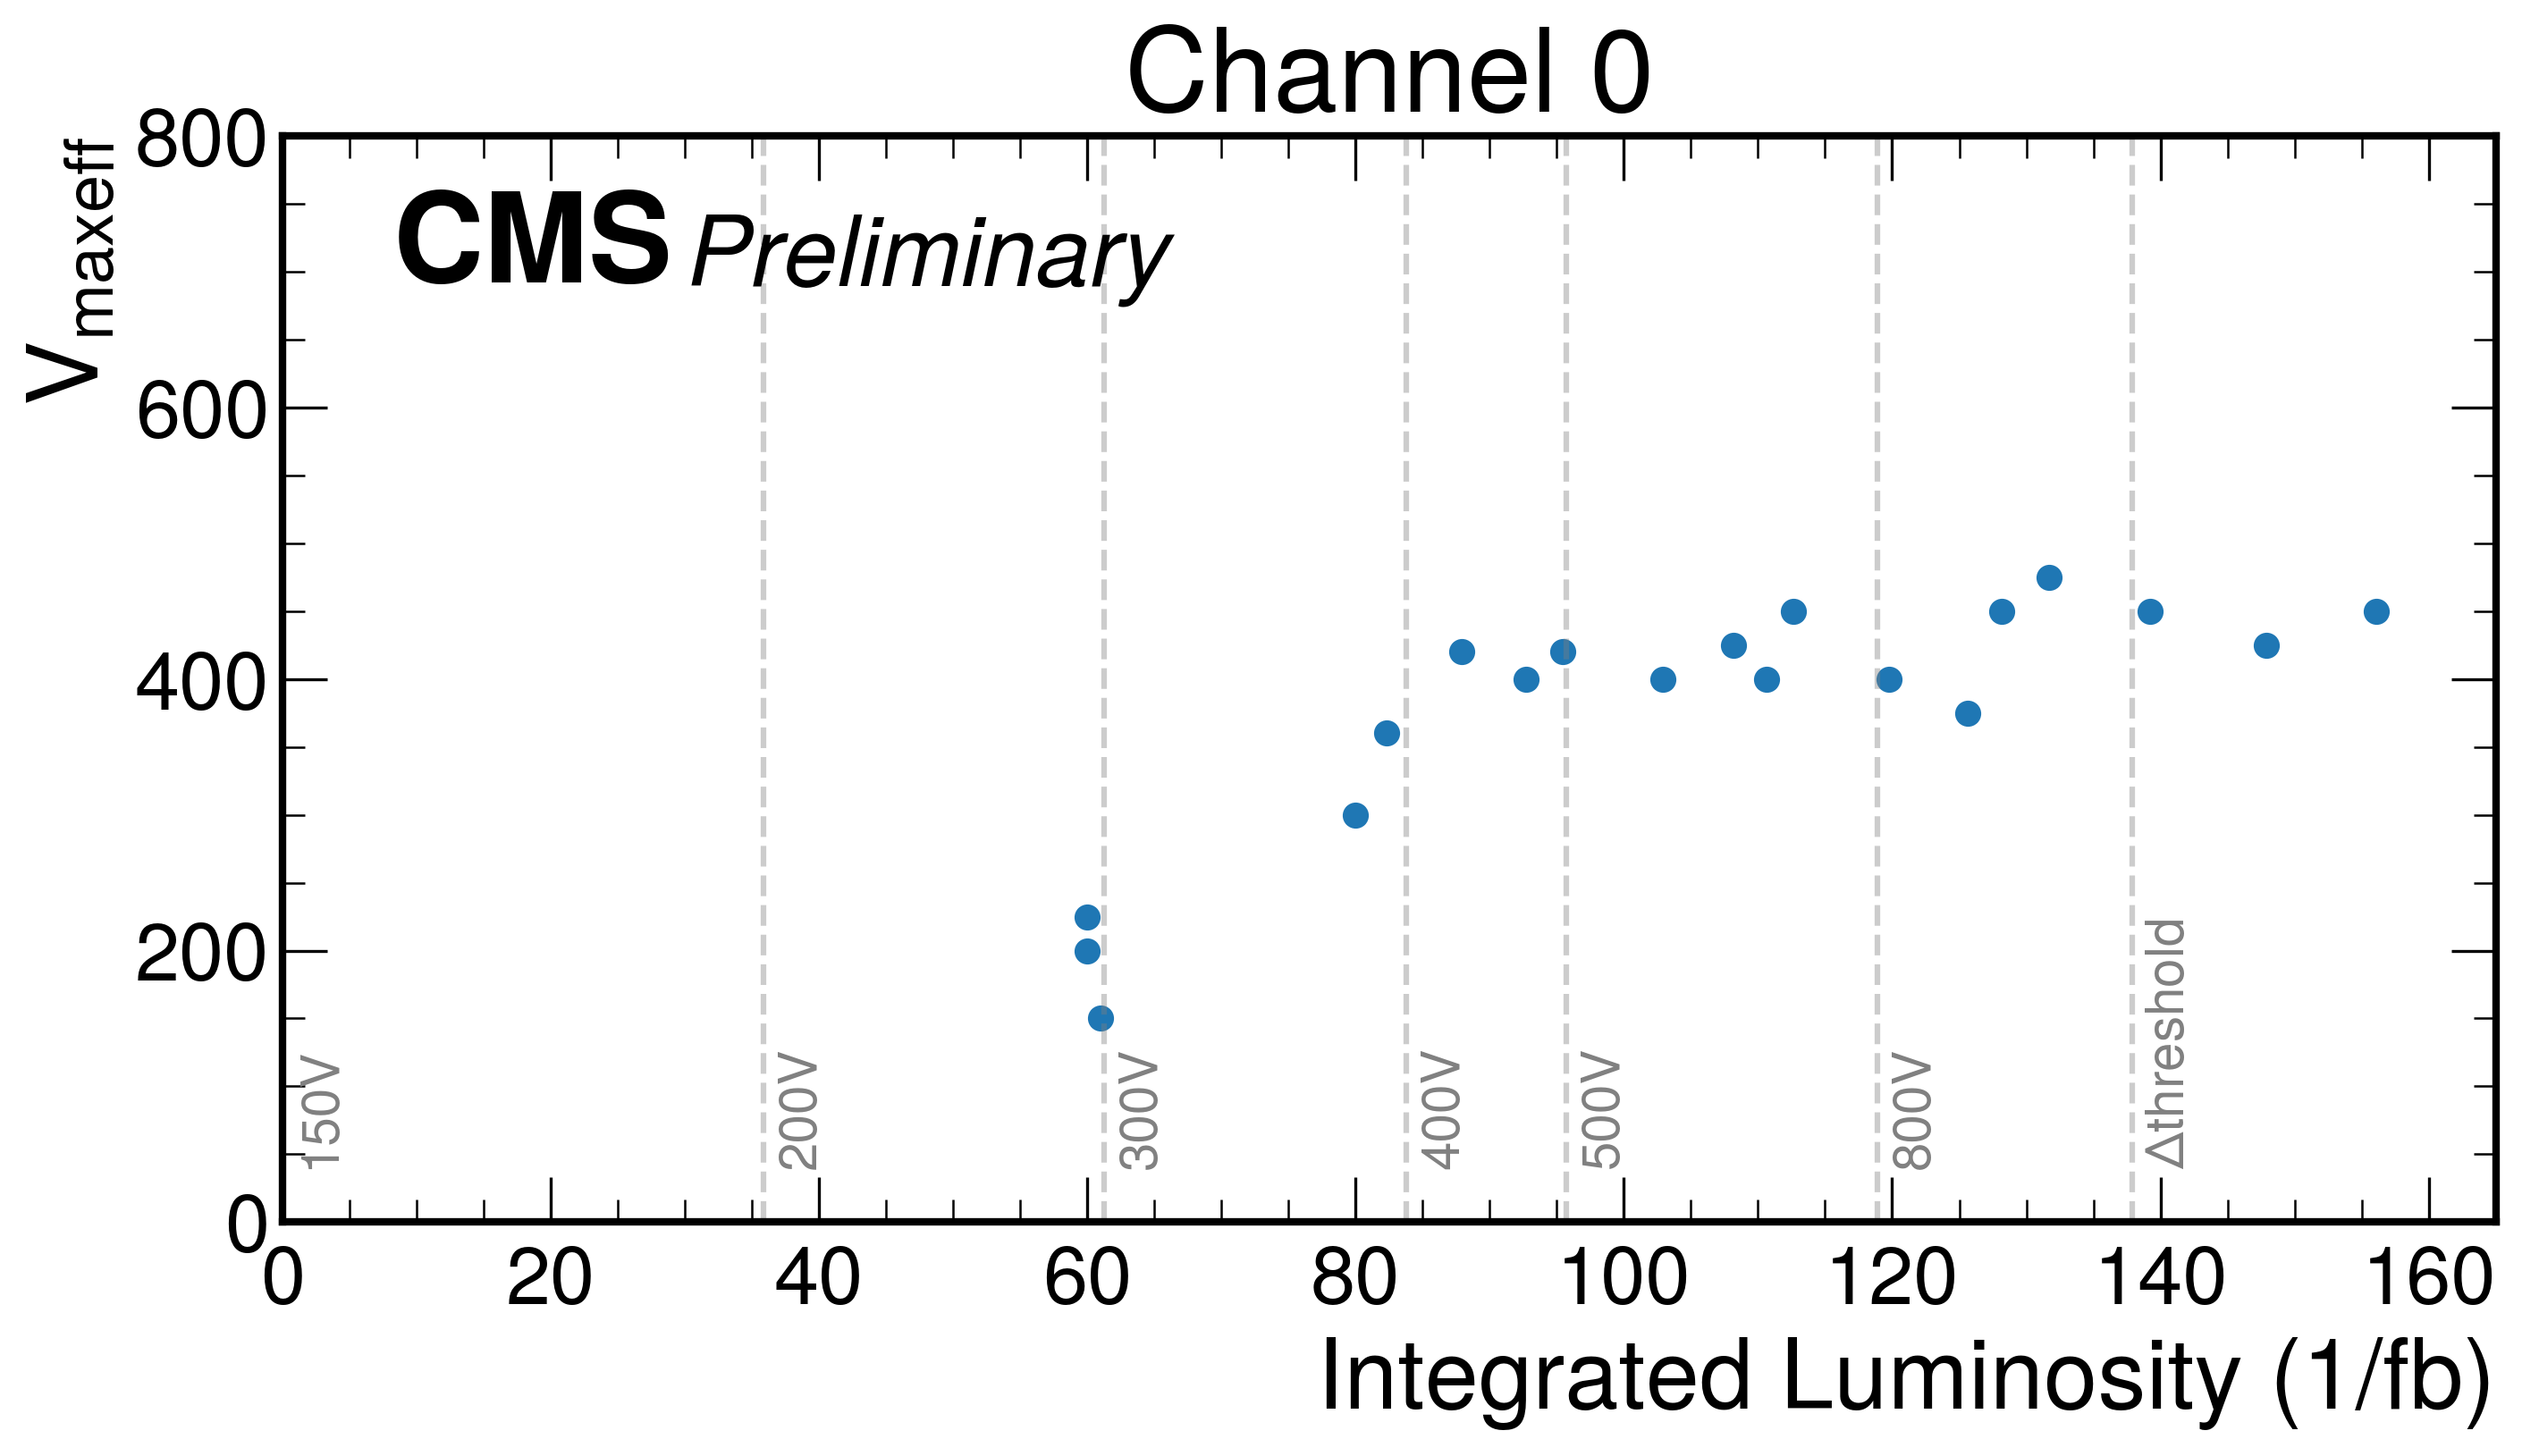 Channel 0
V_maxeff
800
600
400
200
0
CMS Preliminary
150V
200V
300V
400V
500V
800V
Δthreshold
0 20 40 60 80 100 120 140 160
Integrated Luminosity (1/fb)